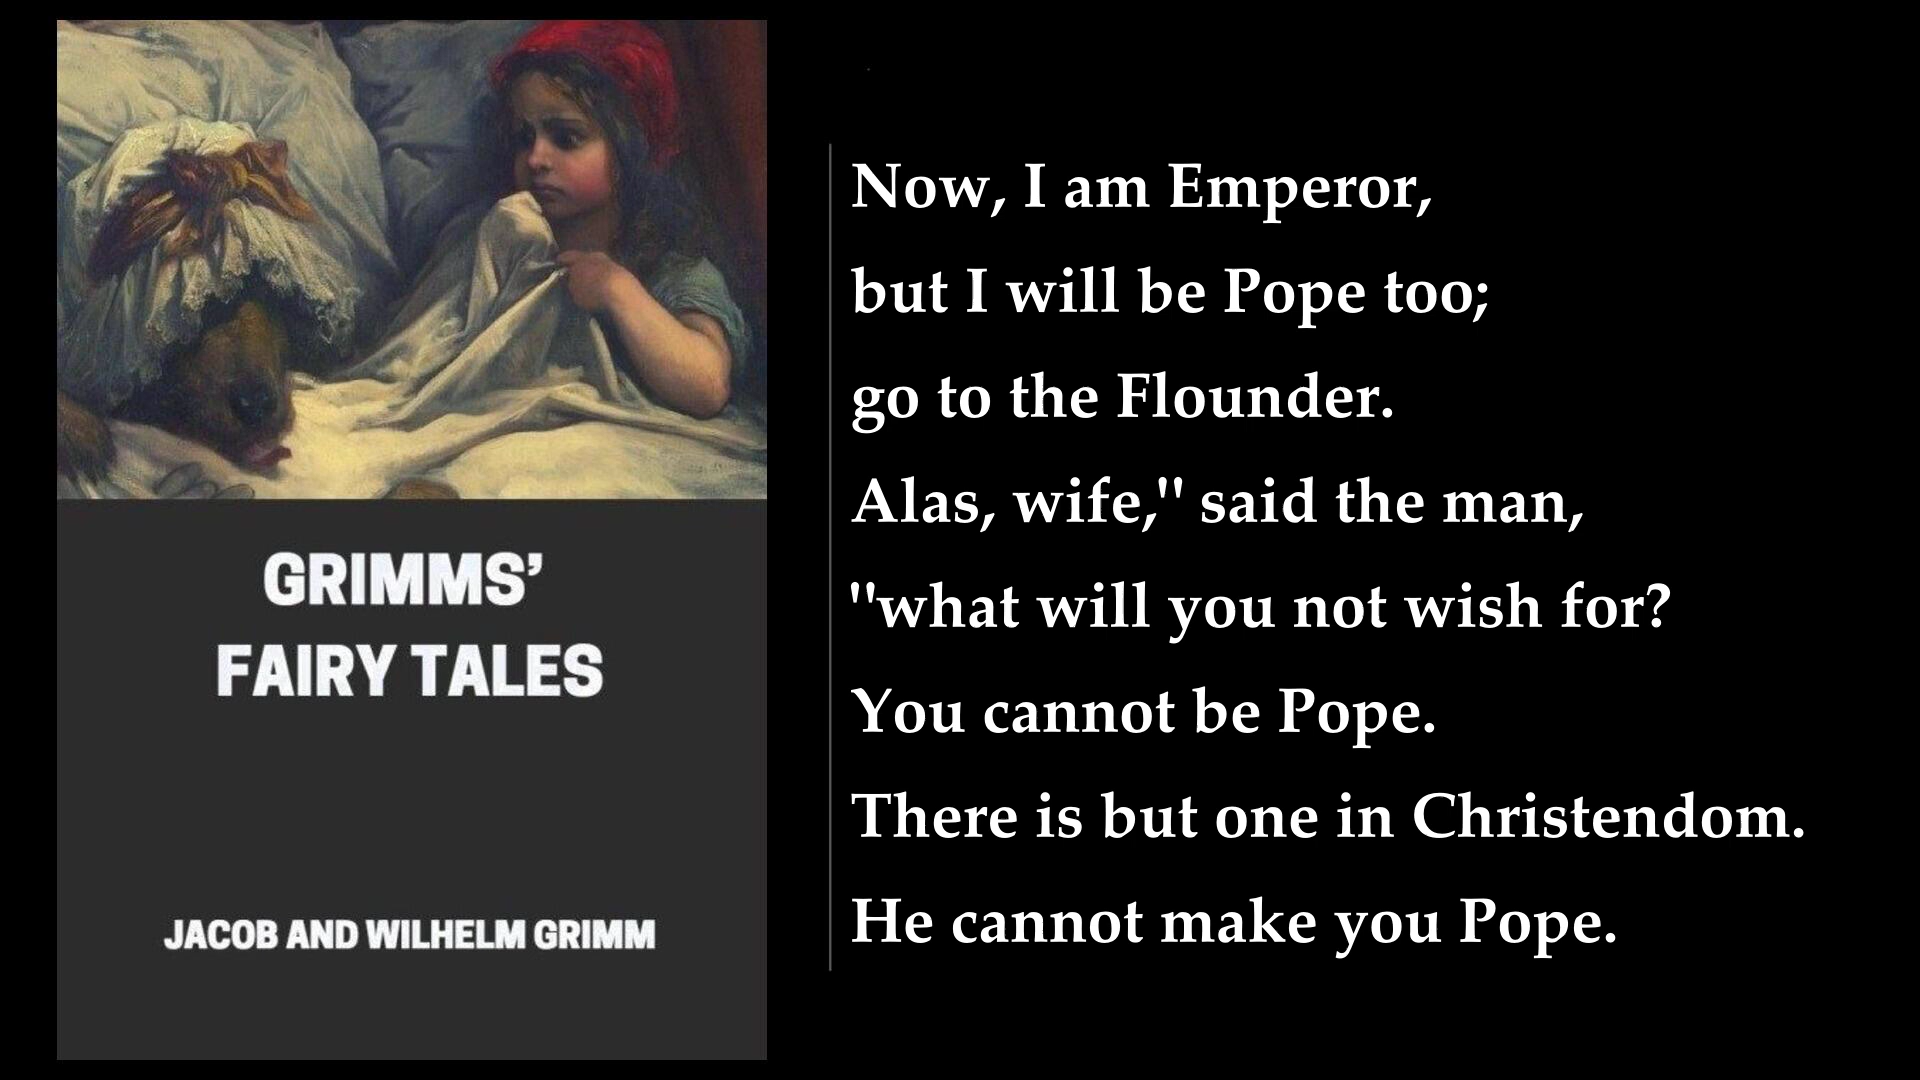 GRIMMS’
FAIRY TALES
JACOB AND WILHELM GRIMM
Now, I am Emperor,
but I will be Pope too;
go to the Flounder.
Alas, wife," said the man,
"what will you not wish for?
You cannot be Pope.
There is but one in Christendom.
He cannot make you Pope.